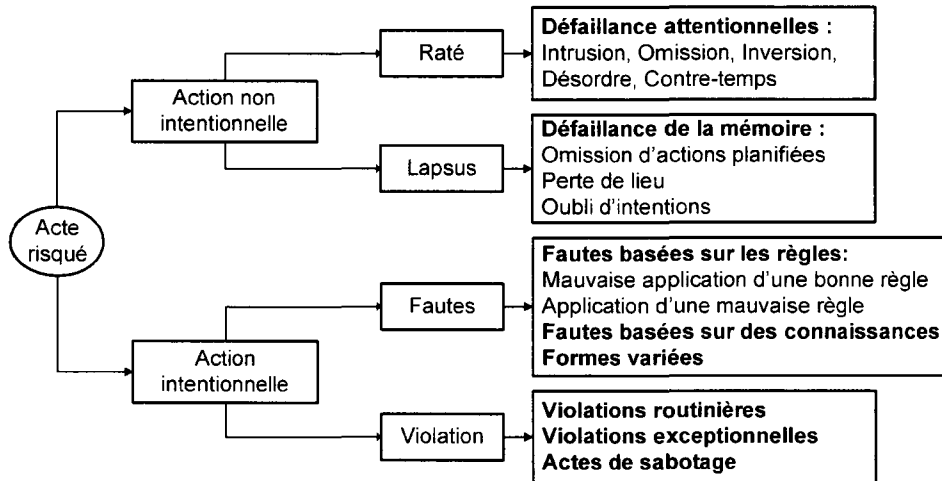 Défaillance attentionnelles :
Intrusion, Omission, Inversion,
Désordre, Contre-temps
Raté
Action non
intentionnelle
Défaillance de la mémoire :
Omission d'actions planifiées
Perte de lieu
Oubli d'intentions
Lapsus
Acte
risqué
Fautes basées sur les règles:
Mauvaise application d'une bonne règle
Application d'une mauvaise règle
Fautes basées sur des connaissances
Formes variées
Fautes
Action
intentionnelle
Violation
Violations routinières
Violations exceptionnelles
Actes de sabotage